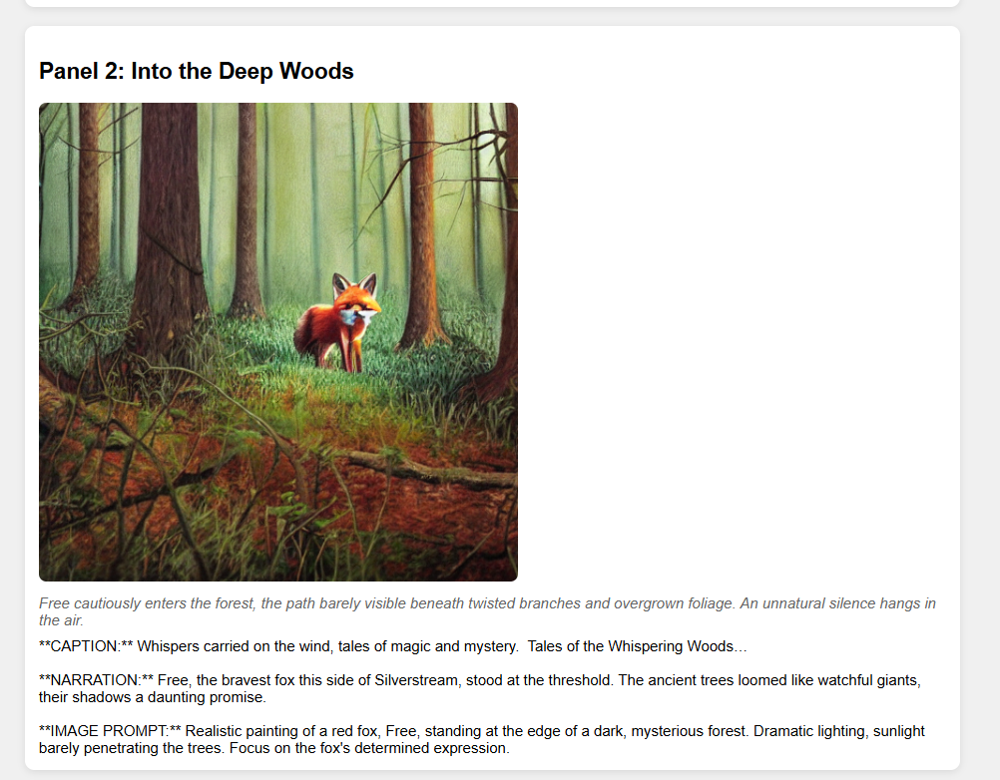 Panel 2: Into the Deep Woods
Free cautiously enters the forest, the path barely visible beneath twisted branches and overgrown foliage. An unnatural silence hangs in
the air.
**CAPTION:** Whispers carried on the wind, tales of magic and mystery.  Tales of the Whispering Woods…
**NARRATION:** Free, the bravest fox this side of Silverstream, stood at the threshold. The ancient trees loomed like watchful giants,
their shadows a daunting promise.
**IMAGE PROMPT:** Realistic painting of a red fox, Free, standing at the edge of a dark, mysterious forest. Dramatic lighting, sunlight
barely penetrating the trees. Focus on the fox's determined expression.